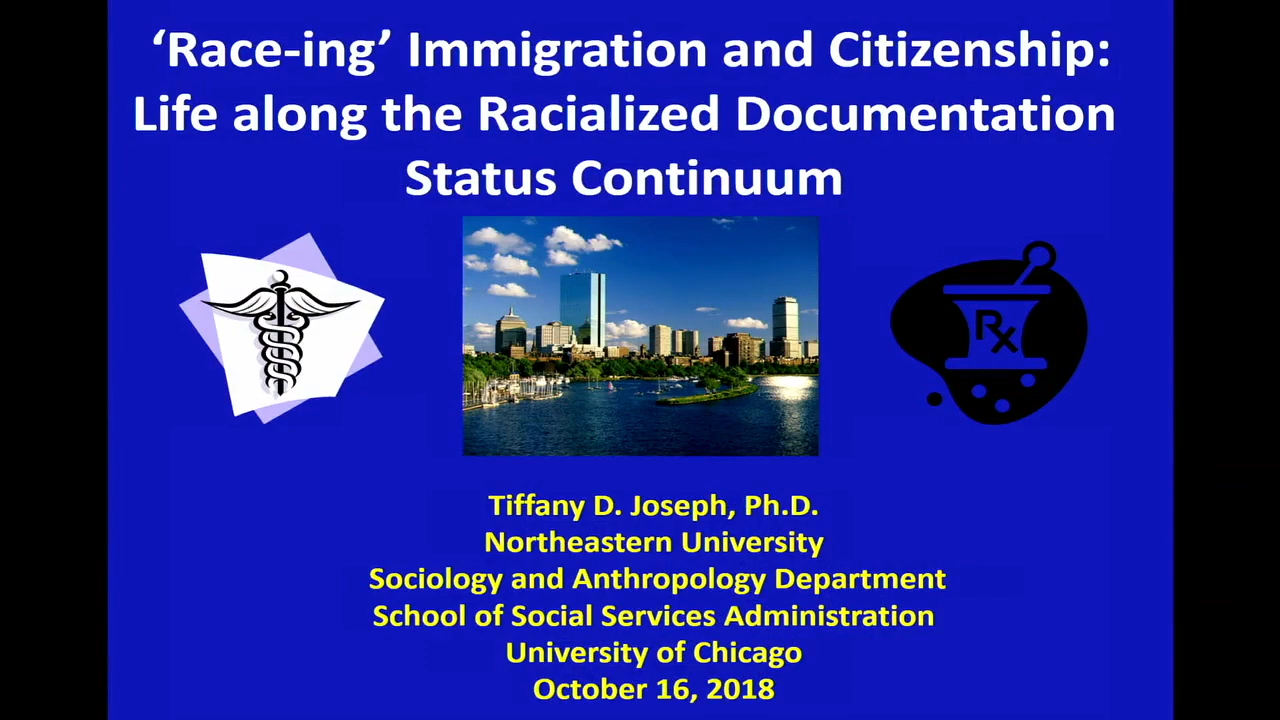 ‘Race-ing’ Immigration and Citizenship:
Life along the Racialized Documentation
Status Continuum
Rx
Tiffany D. Joseph, Ph.D.
Northeastern University
Sociology and Anthropology Department
School of Social Services Administration
University of Chicago
October 16, 2018